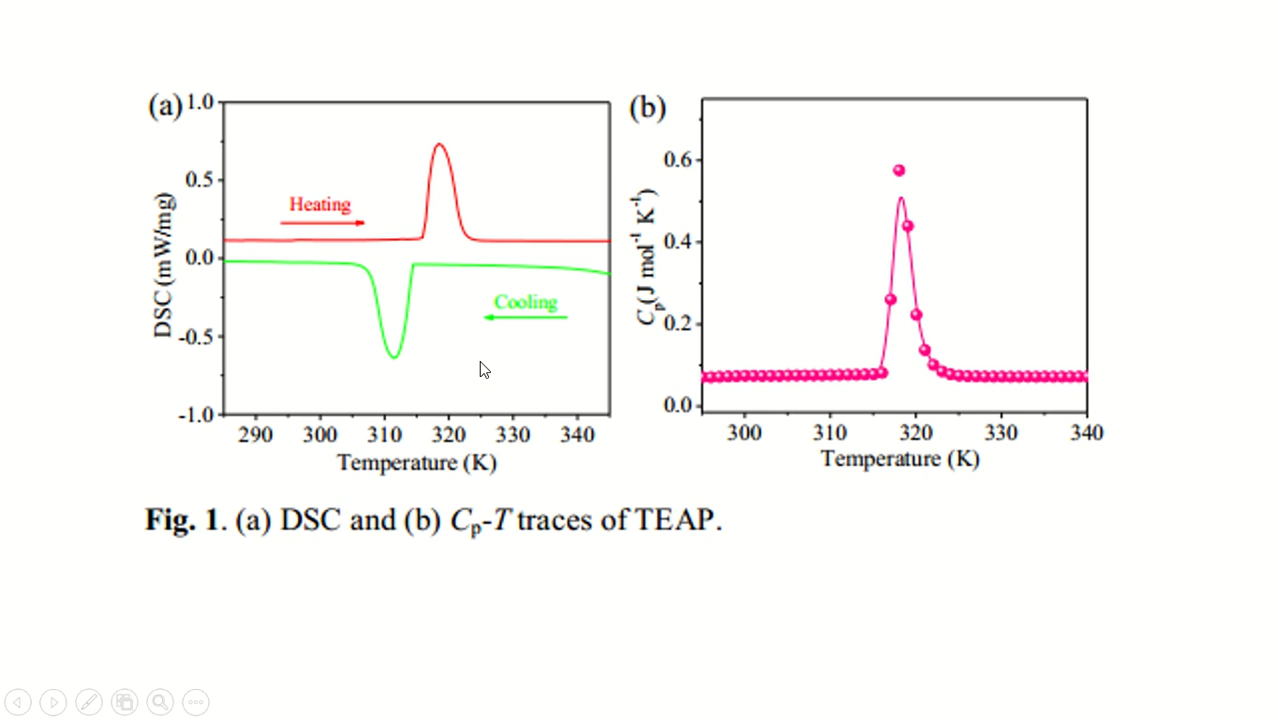 (a)
1.0
0.5
0.0
-0.5
-1.0
DSC (mW/mg)
Heating
Cooling
290 300 310 320 330 340
Temperature (K)
(b)
0.6
0.4
0.2
0.0
Cp(J mol-1 K-1)
300 310 320 330 340
Temperature (K)
Fig. 1. (a) DSC and (b) Cp-T traces of TEAP.